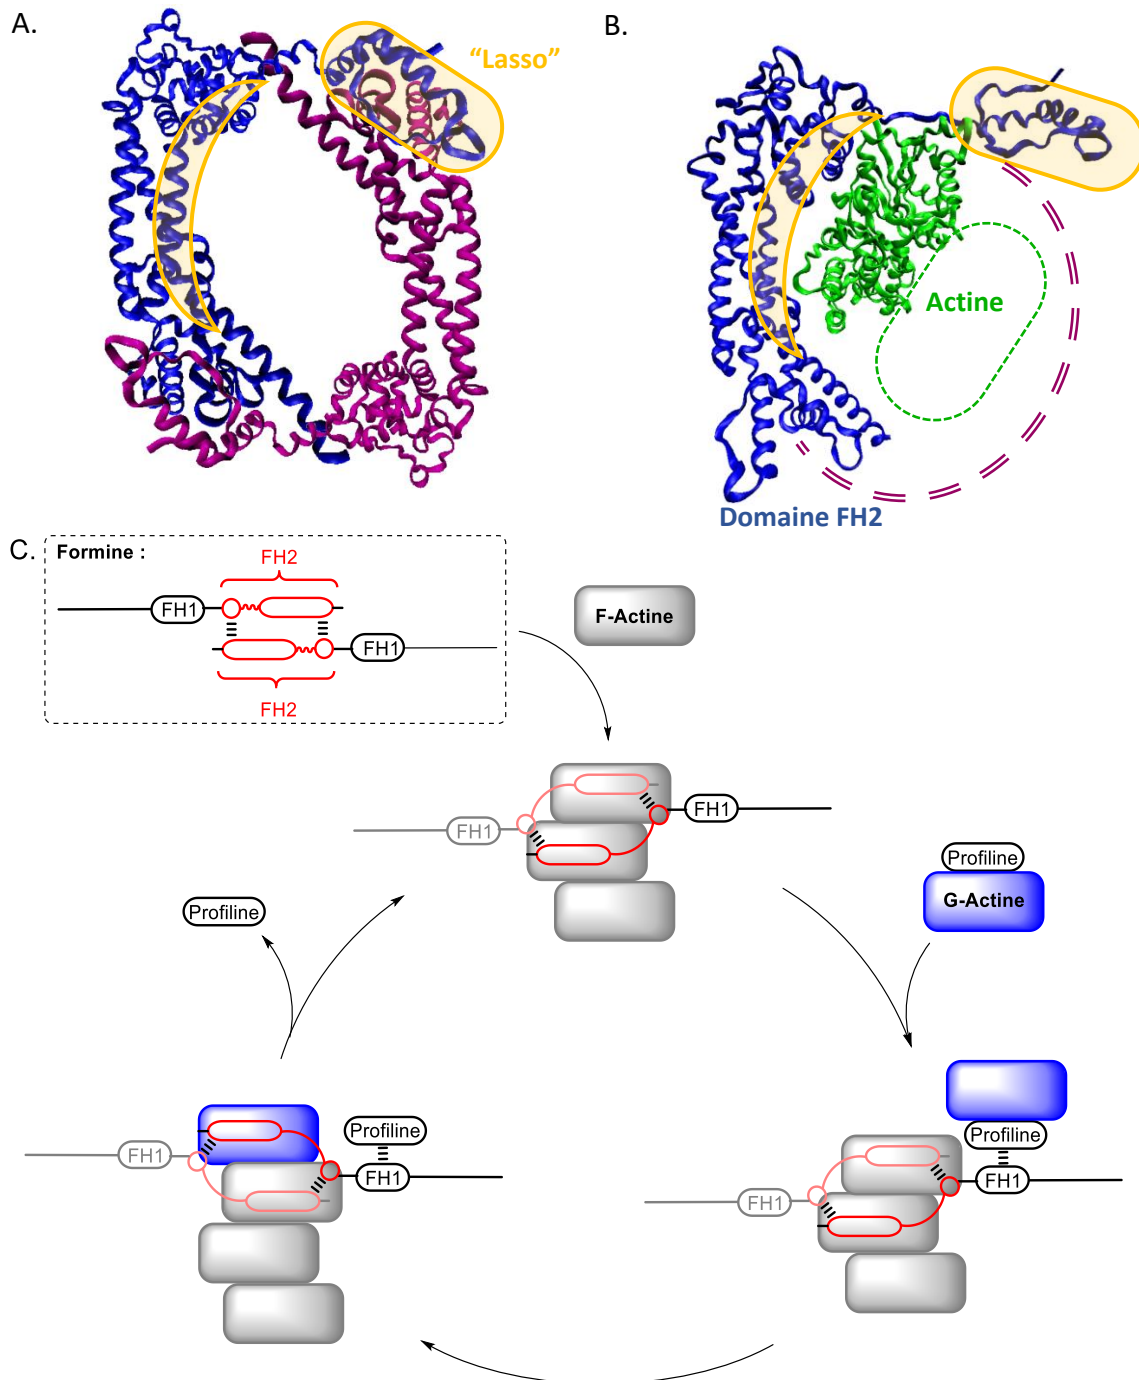 A.
"Lasso"
B.
Actine
Domaine FH2
C.
Formine :
FH2
FH1
FH1
FH2
F-Actine
FH1
FH1
Profiline
G-Actine
Profiline
Profiline
FH1
FH1
Profiline
FH1
FH1